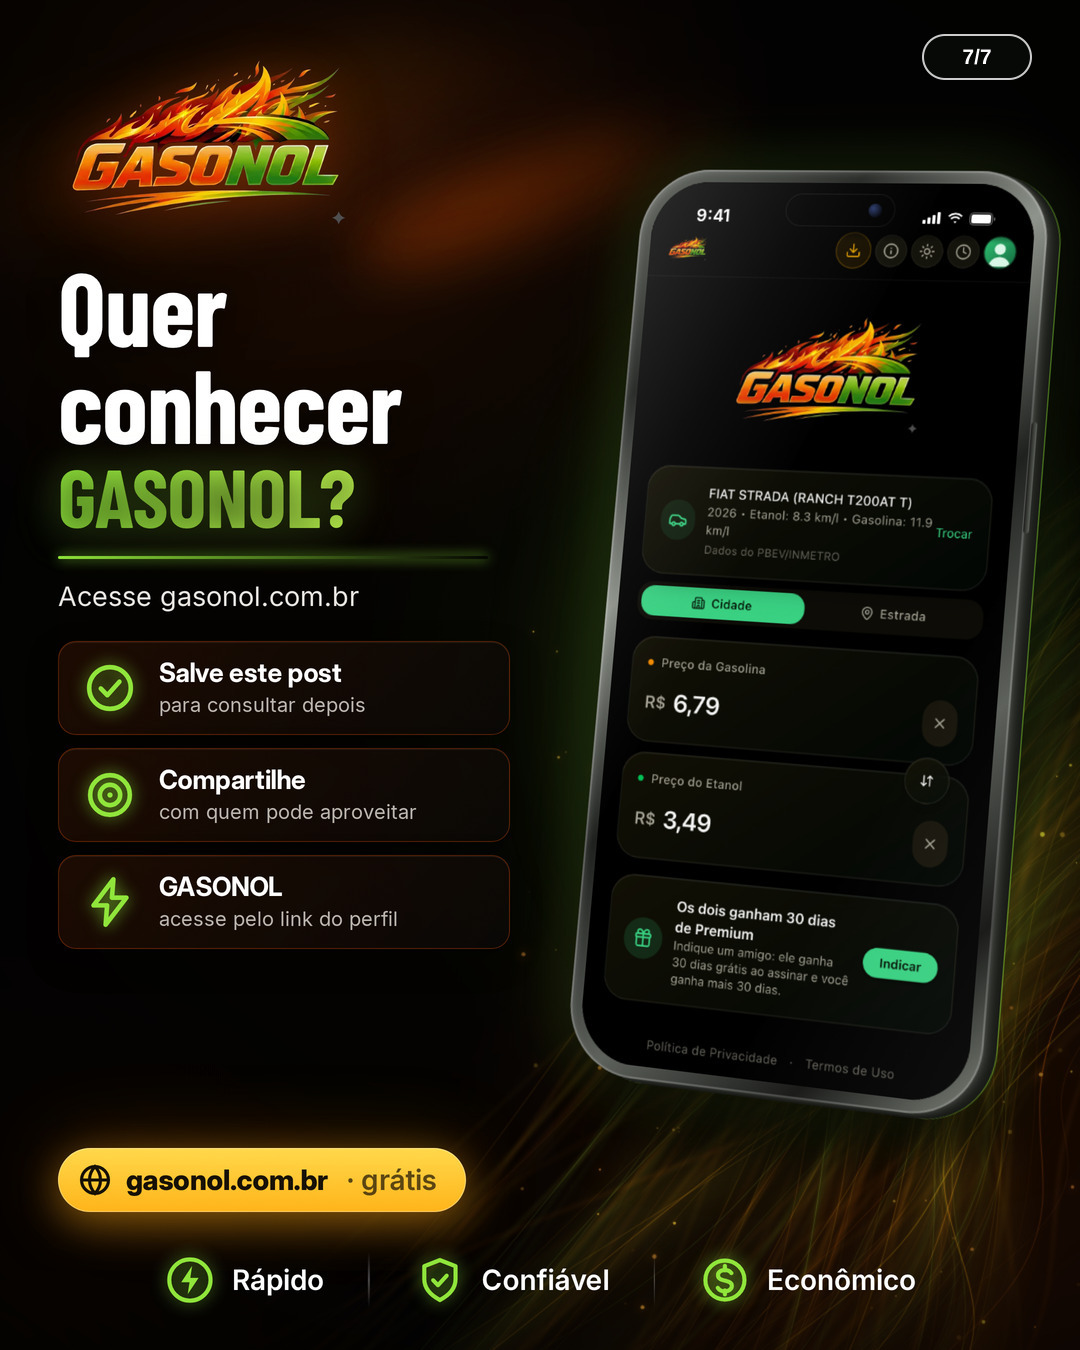 7/7
GASONOL
Quer
conhecer
GASONOL?
Acesse gasonol.com.br
Salve este post
para consultar depois
Compartilhe
com quem pode aproveitar
GASONOL
acesse pelo link do perfil
9:41
GASONOL
GASONOL
FIAT STRADA (RANCH T200AT T)
2026 • Etanol: 8.3 km/l • Gasolina: 11.9
km/l
Trocar
Dados do PBEV/INMETRO
Cidade
Estrada
Preço da Gasolina
R$ 6,79
Preço do Etanol
R$ 3,49
Os dois ganham 30 dias
de Premium
Indique um amigo: ele ganha
30 dias grátis ao assinar e você
ganha mais 30 dias.
Indicar
Política de Privacidade · Termos de Uso
gasonol.com.br · grátis
Rápido
Confiável
Econômico